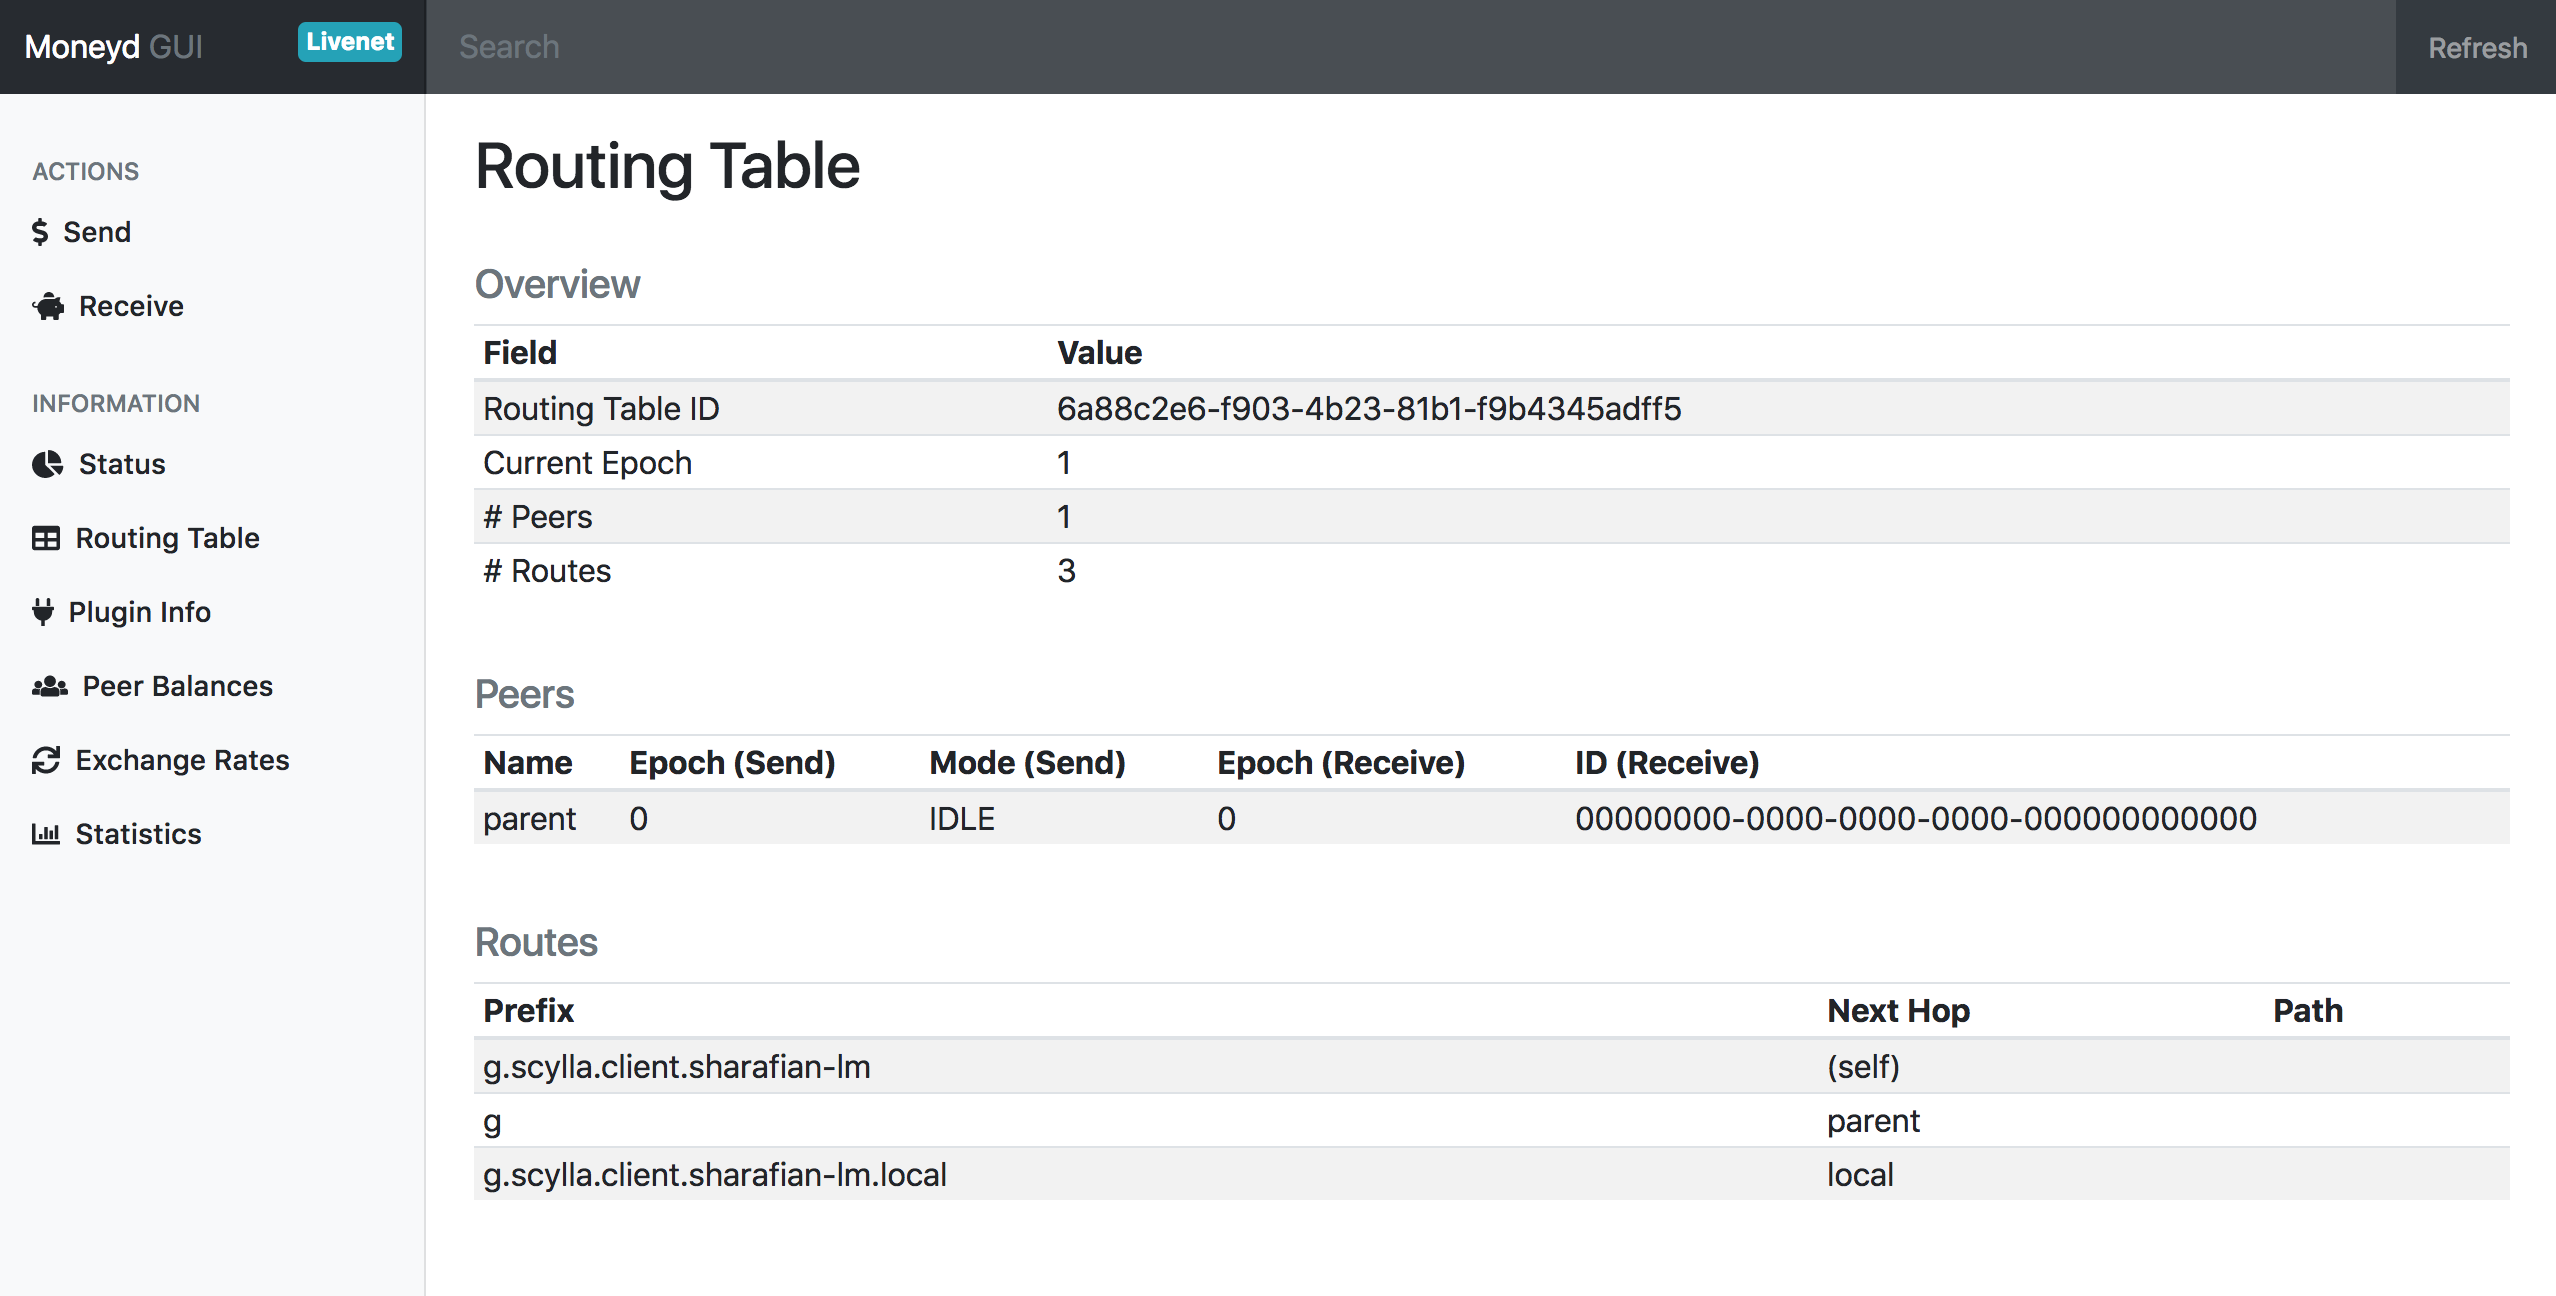 Moneyd GUI Livenet Search Refresh
ACTIONS
Send
Receive
INFORMATION
Status
Routing Table
Plugin Info
Peer Balances
Exchange Rates
Statistics
Routing Table
Overview
Field Value
Routing Table ID 6a88c2e6-f903-4b23-81b1-f9b4345adff5
Current Epoch 1
# Peers 1
# Routes 3
Peers
Name Epoch (Send) Mode (Send) Epoch (Receive) ID (Receive)
parent 0 IDLE 0 00000000-0000-0000-0000-000000000000
Routes
Prefix Next Hop Path
g.scylla.client.sharafian-lm (self)
g parent
g.scylla.client.sharafian-lm.local local